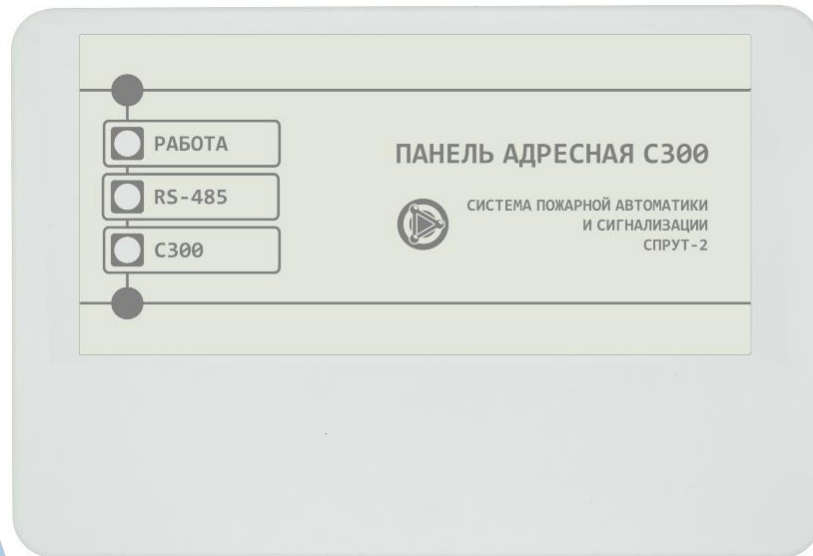 РАБОТА
RS-485
С300
ПАНЕЛЬ АДРЕСНАЯ С300
СИСТЕМА ПОЖАРНОЙ АВТОМАТИКИ
И СИГНАЛИЗАЦИИ
СПРУТ-2